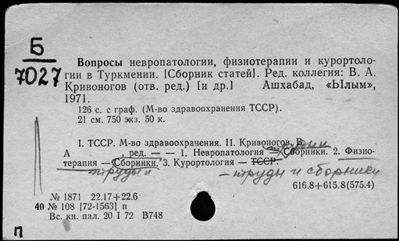 Б
7027
Вопросы невропатологии, физиотерапии и курортоло-
гии в Туркмении. [Сборник статей]. Ред. коллегия: В. А.
Кривоногов (отв. ред.) [и др.] Ашхабад, «Ылым»,
1971.
126 с. с граф. (М-во здравоохранения ТССР).
21 см. 750 экз. 50 к.
I. ТССР. М-во здравоохранения. II. Кривоногов, В.
А , ред. — — 1. Невропатология — Сборники. 2. Физио-
терапия — Сборники. 3. Курортология — ТССР.
труды и - труды и сборники
616.8+615.8(575.4)
№ 1871 22.17+22.6
40 № 108 [72-1563] п
Вс. кн. пал. 20 I 72 В748
п